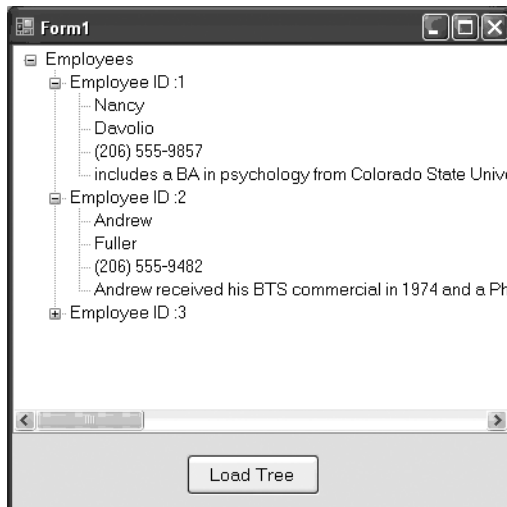 Form1
Employees
Employee ID :1
Nancy
Davolio
(206) 555-9857
includes a BA in psychology from Colorado State Unive
Employee ID :2
Andrew
Fuller
(206) 555-9482
Andrew received his BTS commercial in 1974 and a Ph
Employee ID :3
Load Tree